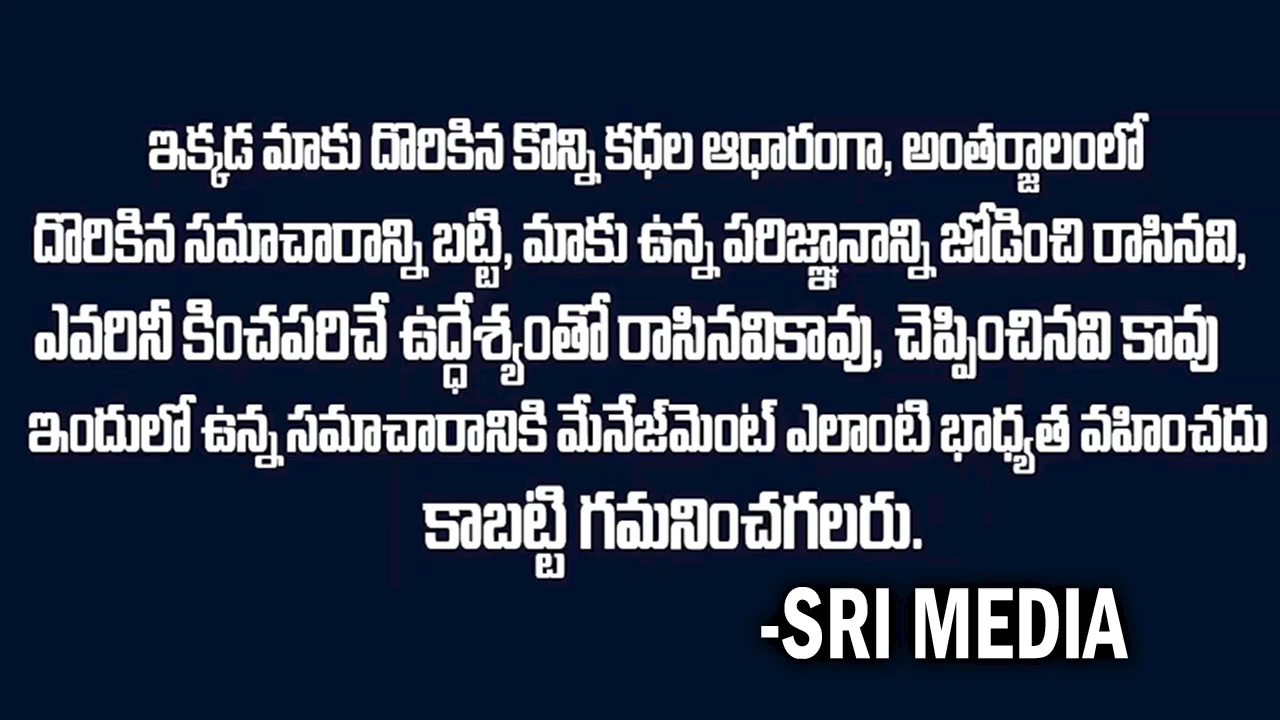 ఇక్కడ మాకు దొరికిన కొన్ని కధల ఆధారంగా, అంతర్జాలంలో
దొరికిన సమాచారాన్ని బట్టి, మాకు ఉన్న పరిజ్ఞానాన్ని జోడించి రాసినవి,
ఎవరినీ కించపరిచే ఉద్ధేశ్యంతో రాసినవికావు, చెప్పించినవి కావు
ఇందులో ఉన్న సమాచారానికి మేనేజ్‌మెంట్ ఎలాంటి భాధ్యత వహించదు
కాబట్టి గమనించగలరు.
-SRI MEDIA